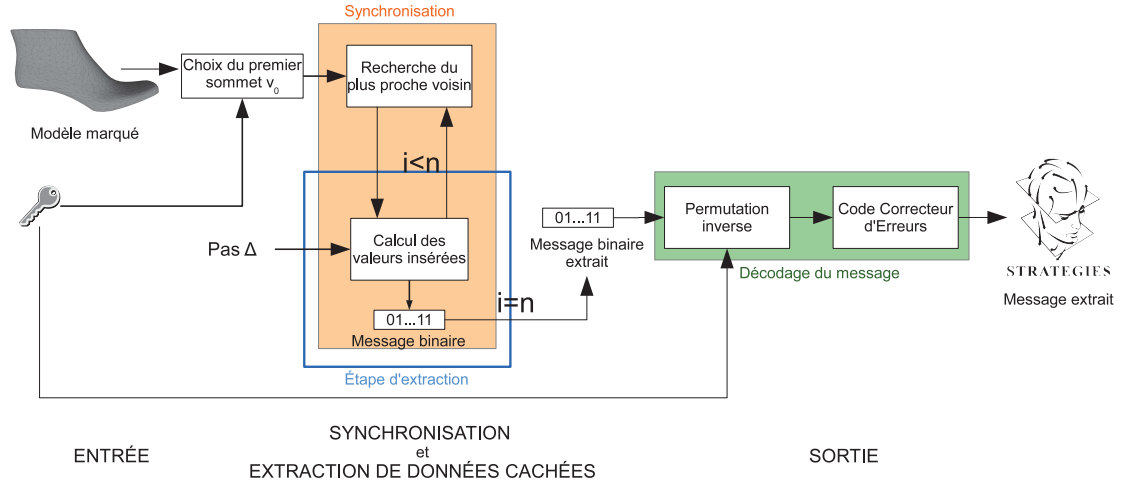 Synchronisation
Choix du premier
sommet v0
Recherche du
plus proche voisin
Modèle marqué
i<n
Pas Δ
Calcul des
valeurs insérées
01...11
Message binaire
i=n
Étape d'extraction
01...11
Message binaire
extrait
Permutation
inverse
Code Correcteur
d'Erreurs
Décodage du message
STRATEGIES
Message extrait
ENTRÉE
SYNCHRONISATION
et
EXTRACTION DE DONNÉES CACHÉES
SORTIE